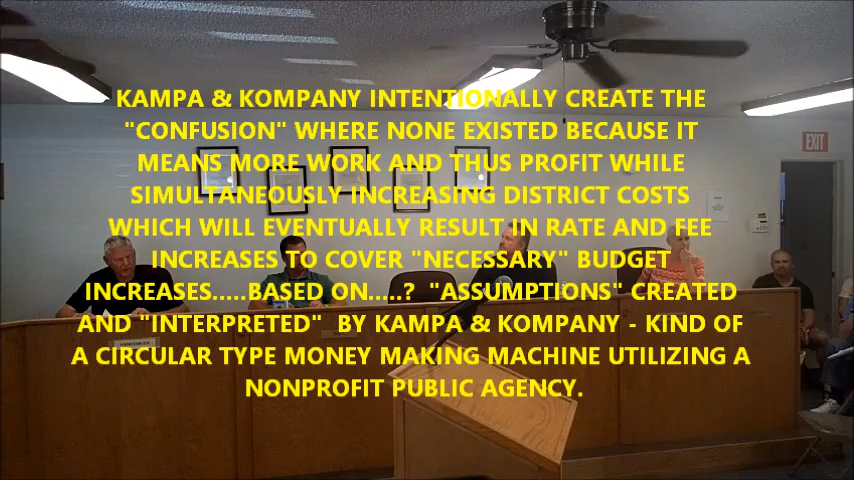 KAMPA & KOMPANY INTENTIONALLY CREATE THE
"CONFUSION" WHERE NONE EXISTED BECAUSE IT
MEANS MORE WORK AND THUS PROFIT WHILE
SIMULTANEOUSLY INCREASING DISTRICT COSTS
WHICH WILL EVENTUALLY RESULT IN RATE AND FEE
INCREASES TO COVER "NECESSARY" BUDGET
INCREASES.....BASED ON.....? "ASSUMPTIONS" CREATED
AND "INTERPRETED" BY KAMPA & KOMPANY - KIND OF
A CIRCULAR TYPE MONEY MAKING MACHINE UTILIZING A
NONPROFIT PUBLIC AGENCY.
EXIT